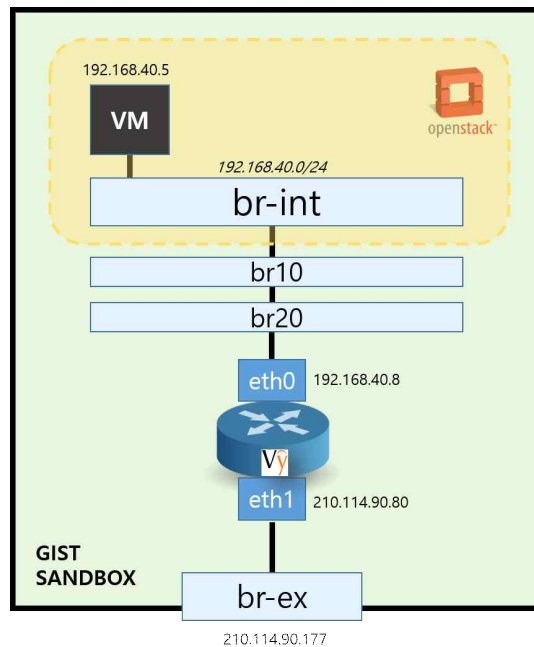 192.168.40.5
VM
openstack™
192.168.40.0/24
br-int
br10
br20
eth0
192.168.40.8
Vy
eth1
210.114.90.80
GIST
SANDBOX
br-ex
210.114.90.177